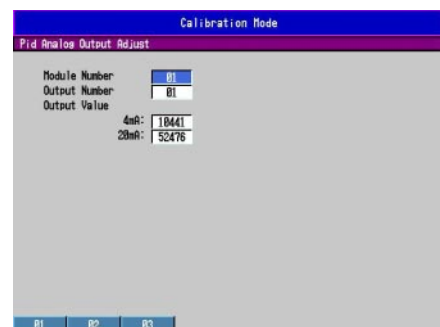 Calibration Mode
Pid Analog Output Adjust
Module Number 01
Output Number 01
Output Value
4mA: 10441
20mA: 52476
01 02 03